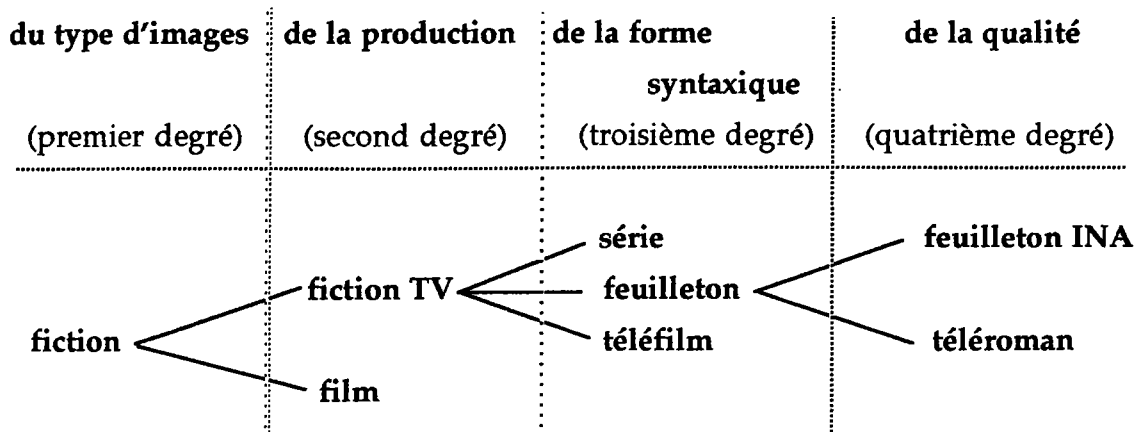 du type d'images de la production de la forme de la qualité
syntaxique
(premier degré) (second degré) (troisième degré) (quatrième degré)
série feuilleton INA
fiction TV feuilleton
fiction téléfilm téléroman
film